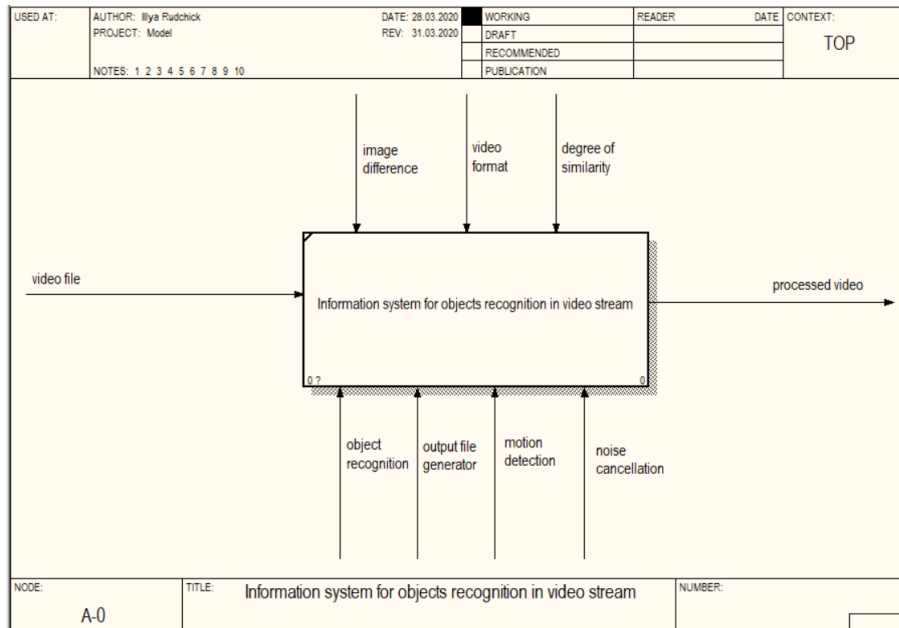 USED AT:
AUTHOR: Illya Rudchick
DATE: 28.03.2020
WORKING
READER
DATE
CONTEXT:
PROJECT: Model
REV: 31.03.2020
DRAFT
TOP
RECOMMENDED
NOTES: 1 2 3 4 5 6 7 8 9 10
PUBLICATION
image
difference
video
format
degree of
similarity
video file
processed video
Information system for objects recognition in video stream
0 ?
0
object
recognition
output file
generator
motion
detection
noise
cancellation
NODE:
TITLE:
Information system for objects recognition in video stream
NUMBER:
A-0